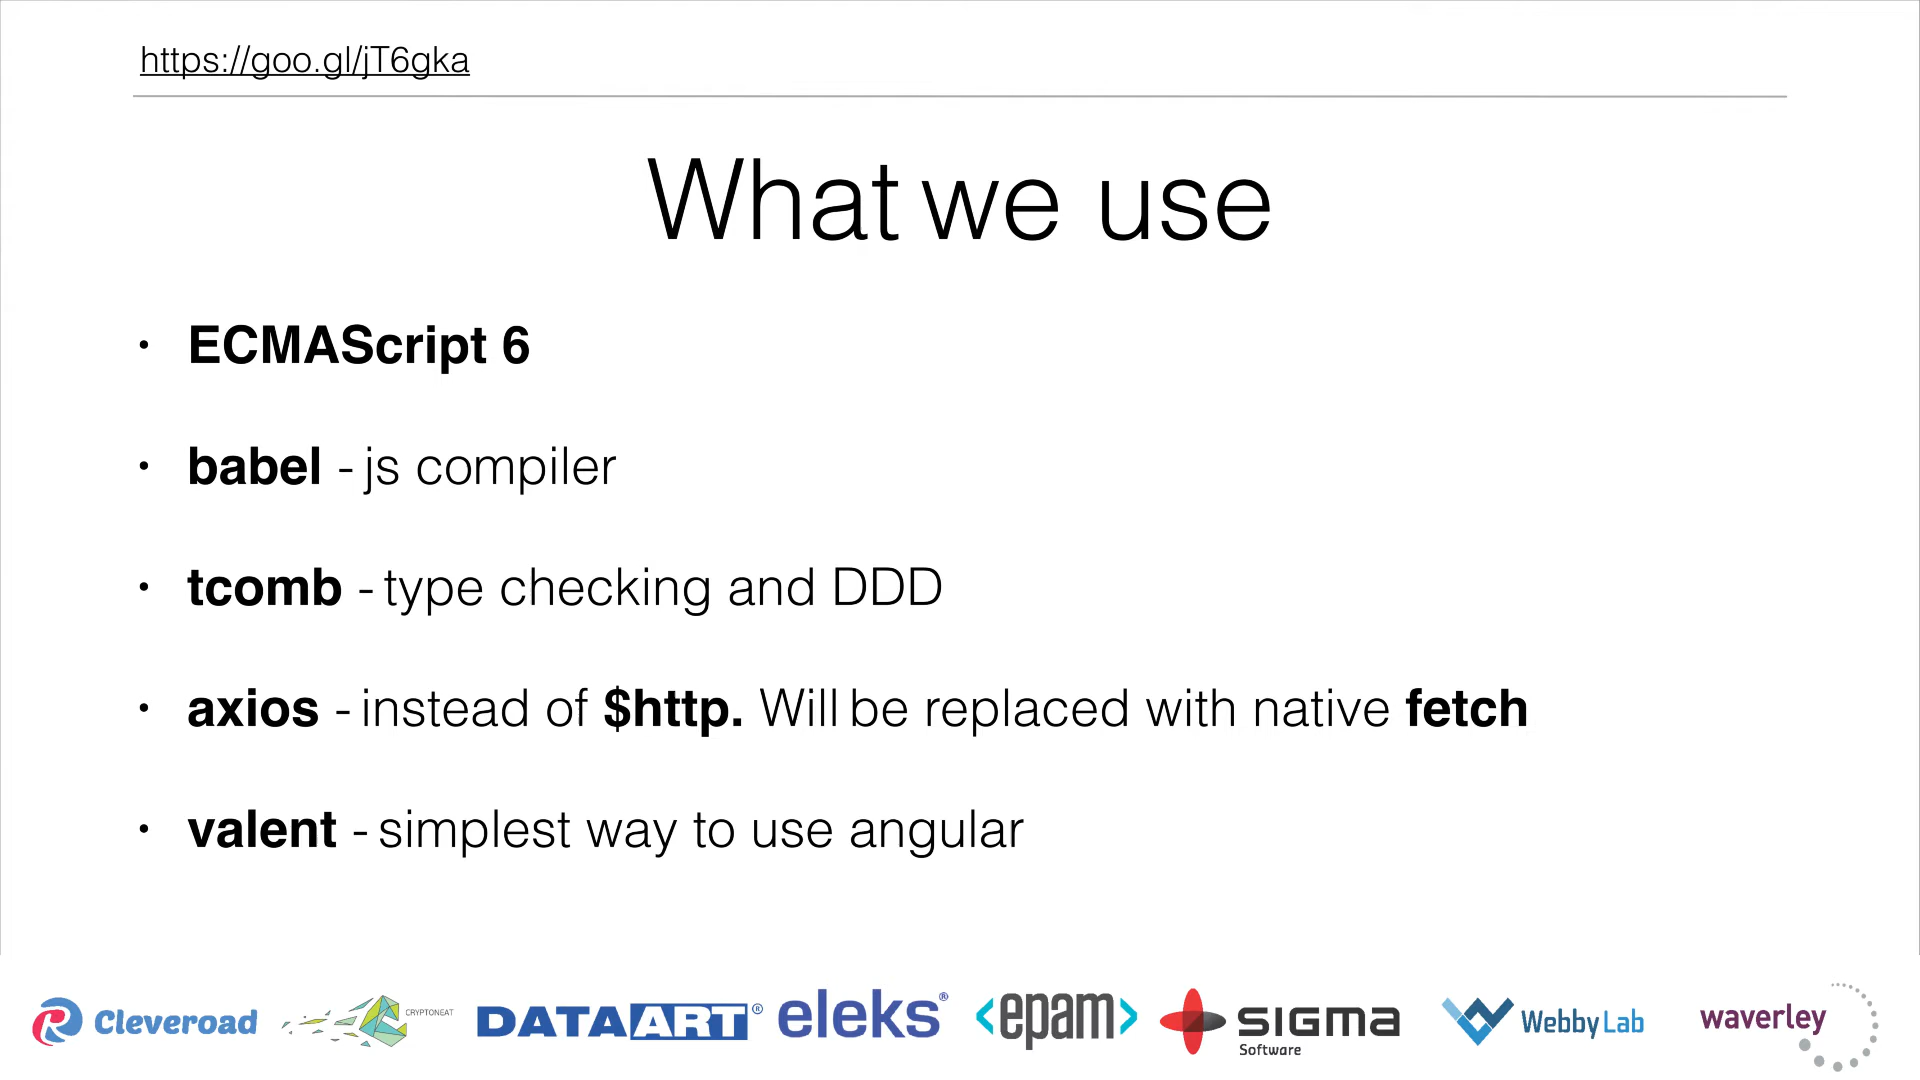 https://goo.gl/jT6gka
What we use
• ECMAScript 6
• babel - js compiler
• tcomb - type checking and DDD
• axios - instead of $http. Will be replaced with native fetch
• valent - simplest way to use angular
Cleveroad CRYPTONEAT DATAART® eleks® <epam> SIGMA Software WebbyLab waverley